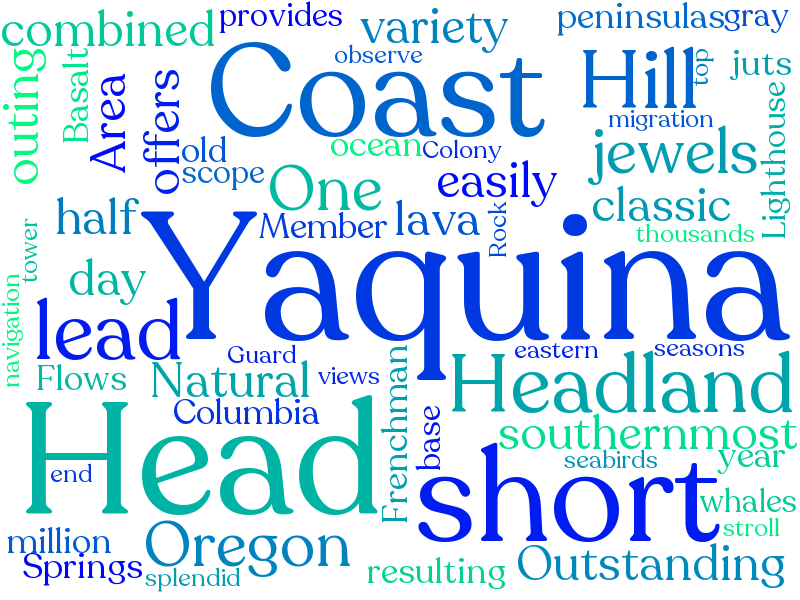 provides
combined
variety
peninsulas
gray
observe
Coast
Hill
top
juts
outing
Basalt
Area
offers
old
scope
ocean
Colony
migration
jewels
Lighthouse
One
easily
classic
half
Member
lava
Rock
thousands
tower
Yaquina
day
navigation
lead
Guard
eastern
seasons
Flows
Natural
views
Frenchman
Headland
Columbia
base
southernmost
Head
short
end
seabirds
year
whales
million
Oregon
stroll
Springs
splendid
resulting
Outstanding